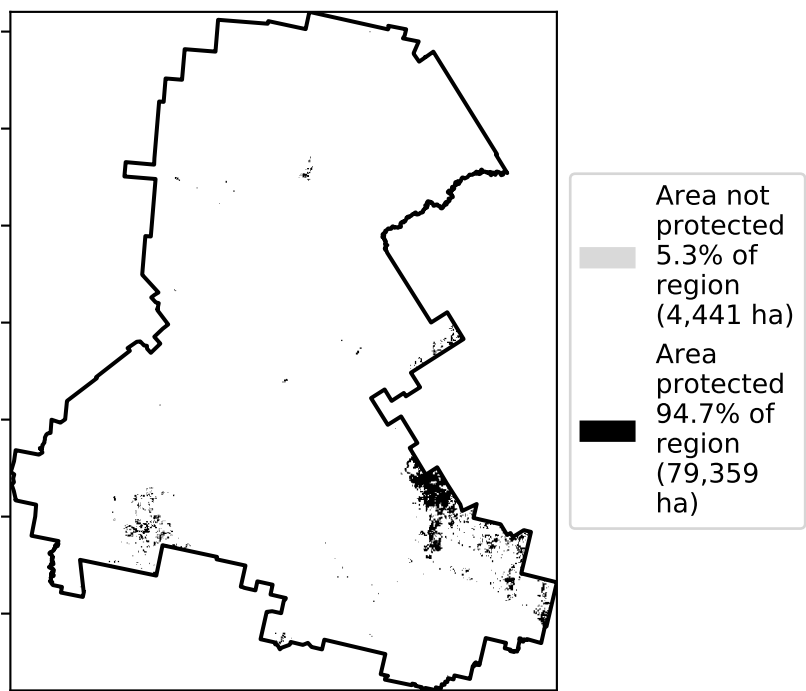 Area not
protected
5.3% of
region
(4,441 ha)
Area
protected
94.7% of
region
(79,359
ha)